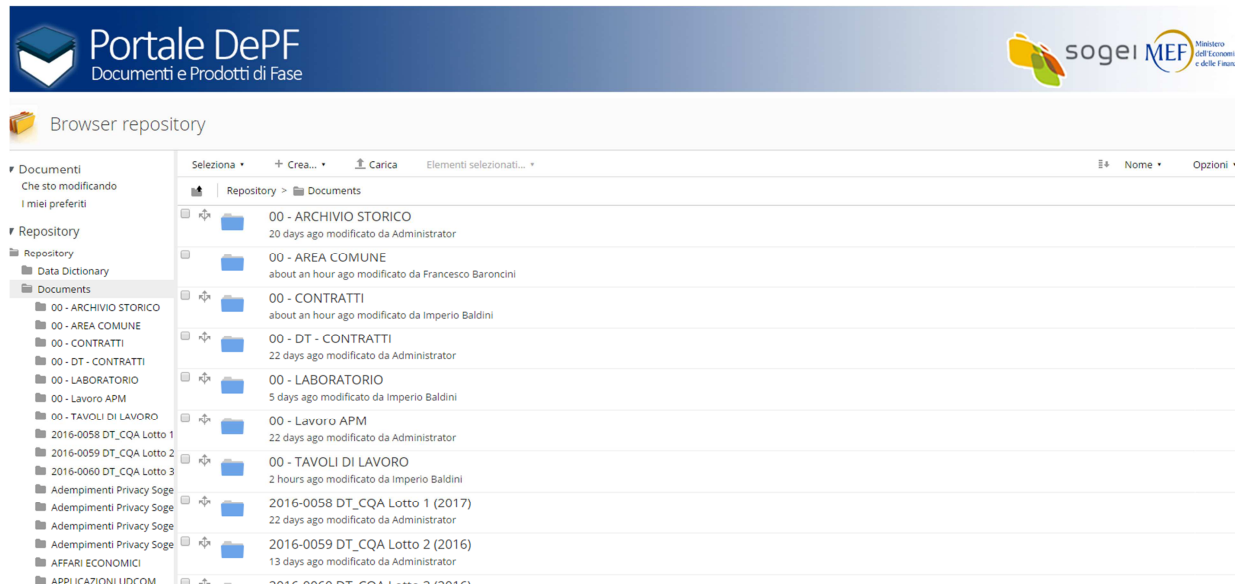 Portale DePF
Documenti e Prodotti di Fase
sogei MEF Ministero
dell'Economi
e delle Finan
Browser repository
Documenti
Che sto modificando
I miei preferiti
Repository
Repository
Data Dictionary
Documents
00 - ARCHIVIO STORICO
00 - AREA COMUNE
00 - CONTRATTI
00 - DT - CONTRATTI
00 - LABORATORIO
00 - Lavoro APM
00 - TAVOLI DI LAVORO
2016-0058 DT_CQA Lotto 1
2016-0059 DT_CQA Lotto 2
2016-0060 DT_CQA Lotto 3
Adempimenti Privacy Soge
Adempimenti Privacy Soge
Adempimenti Privacy Soge
Adempimenti Privacy Soge
AFFARI ECONOMICI
APPLICAZIONI UDCOM
Seleziona + Crea... Carica Elementi selezionati... Nome Opzioni
Repository > Documents
00 - ARCHIVIO STORICO
20 days ago modificato da Administrator
00 - AREA COMUNE
about an hour ago modificato da Francesco Baroncini
00 - CONTRATTI
about an hour ago modificato da Imperio Baldini
00 - DT - CONTRATTI
22 days ago modificato da Administrator
00 - LABORATORIO
5 days ago modificato da Imperio Baldini
00 - Lavoro APM
22 days ago modificato da Administrator
00 - TAVOLI DI LAVORO
2 hours ago modificato da Imperio Baldini
2016-0058 DT_CQA Lotto 1 (2017)
22 days ago modificato da Administrator
2016-0059 DT_CQA Lotto 2 (2016)
13 days ago modificato da Administrator